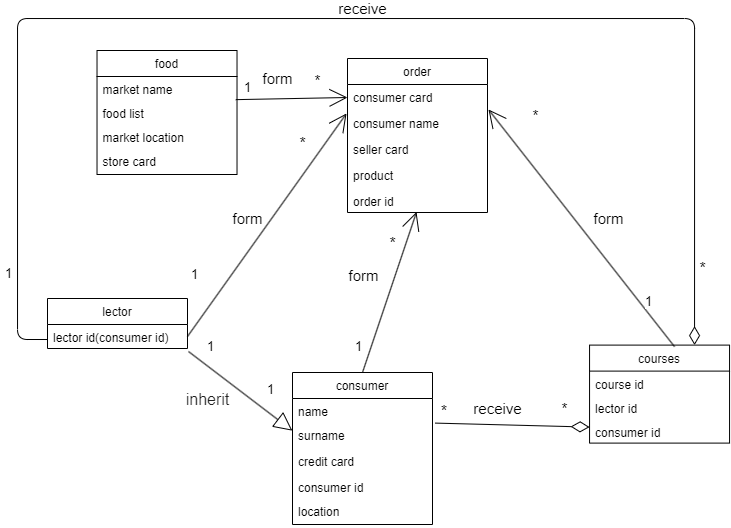 receive
food
market name
food list
market location
store card
1
form
*
order
consumer card
consumer name
seller card
product
order id
*
*
form
1
form
*
form
1
1
*
1
lector
lector id(consumer id)
1
inherit
1
1
consumer
name
surname
credit card
consumer id
location
*
receive
*
courses
course id
lector id
consumer id